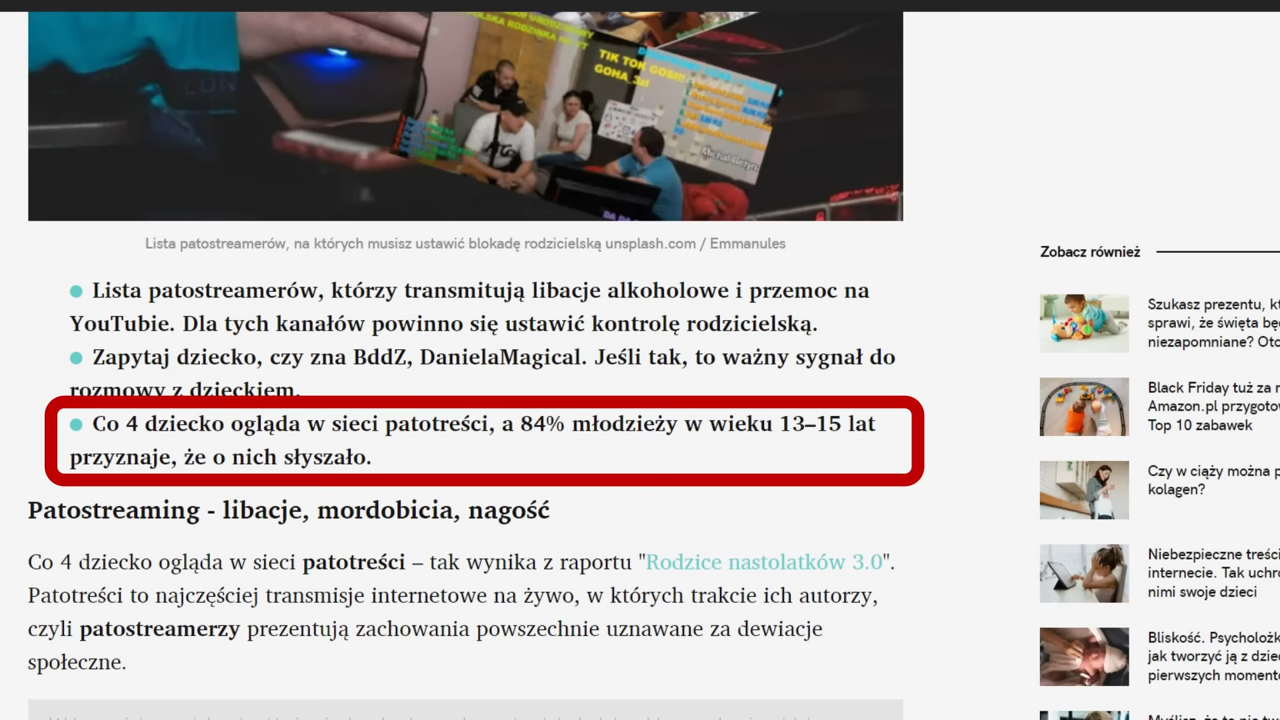 TIK TOK GOSI!!
GOHA_3al
Lista patostreamerów, na których musisz ustawić blokadę rodzicielską unsplash.com / Emmanules
Lista patostreamerów, którzy transmitują libacje alkoholowe i przemoc na
YouTubie. Dla tych kanałów powinno się ustawić kontrolę rodzicielską.
Zapytaj dziecko, czy zna BddZ, DanielaMagical. Jeśli tak, to ważny sygnał do
rozmowy z dzieckiem.
Co 4 dziecko ogląda w sieci patotreści, a 84% młodzieży w wieku 13–15 lat
przyznaje, że o nich słyszało.
Patostreaming - libacje, mordobicia, nagość
Co 4 dziecko ogląda w sieci patotreści – tak wynika z raportu "Rodzice nastolatków 3.0".
Patotreści to najczęściej transmisje internetowe na żywo, w których trakcie ich autorzy,
czyli patostreamerzy prezentują zachowania powszechnie uznawane za dewiacje
społeczne.
Zobacz również
Szukasz prezentu, kt
sprawi, że święta bę
niezapomniane? Oto
Black Friday tuż za r
Amazon.pl przygoto
Top 10 zabawek
Czy w ciąży można p
kolagen?
Niebezpieczne treśc
internecie. Tak uchro
nimi swoje dzieci
Bliskość. Psycholożk
jak tworzyć ją z dzie
pierwszych moment